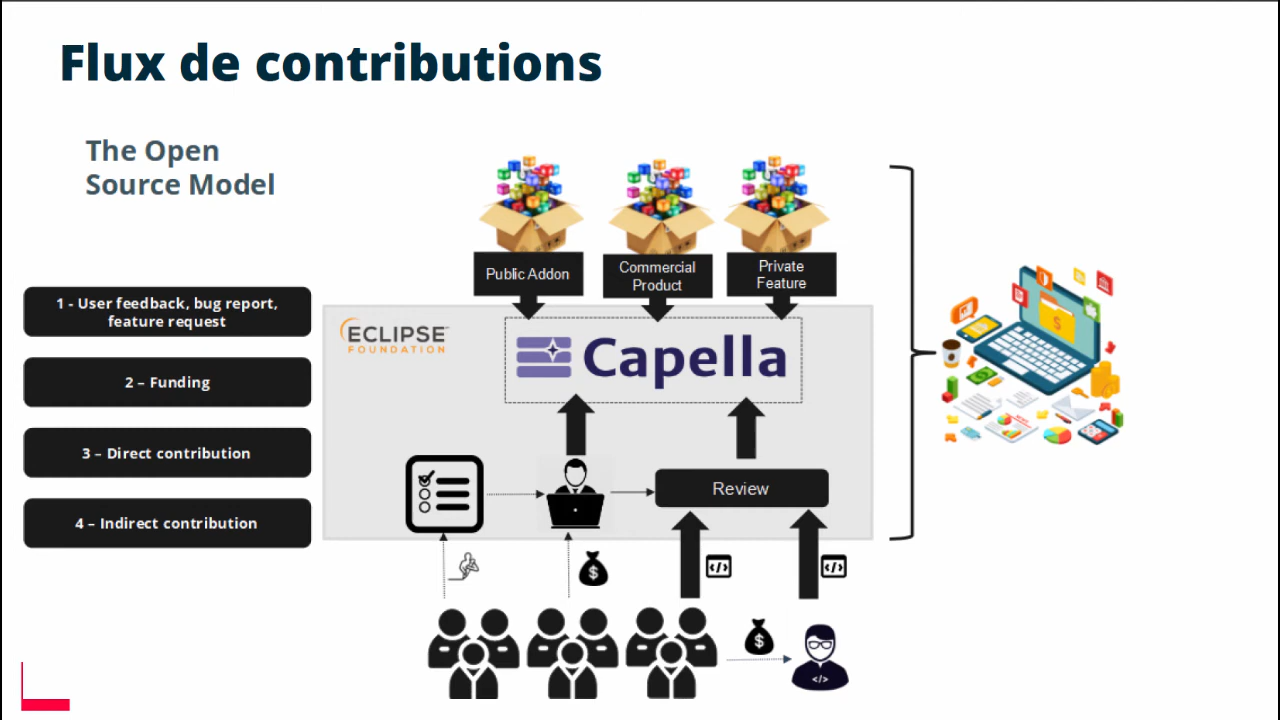 Flux de contributions
The Open
Source Model
Public Addon
Commercial
Product
Private
Feature
1 - User feedback, bug report,
feature request
2 – Funding
3 – Direct contribution
4 – Indirect contribution
ECLIPSE
FOUNDATION
Capella
Review
$
</>
</>
$
</>
$